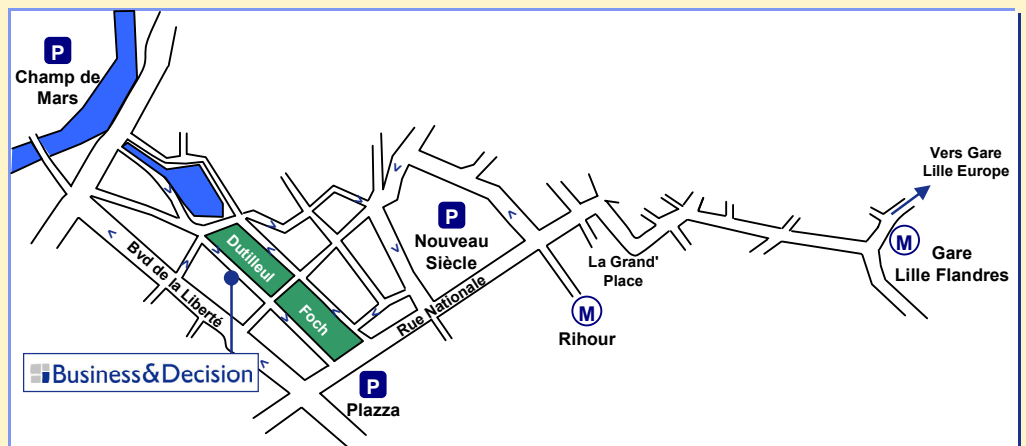 P
Champ de
Mars
Vers Gare
Lille Europe
P
Nouveau
Siècle
M
Gare
Lille Flandres
Dutilleul
La Grand'
Place
Bvd de la Liberté
Foch
Rue Nationale
M
Rihour
Business&Decision
P
Plazza